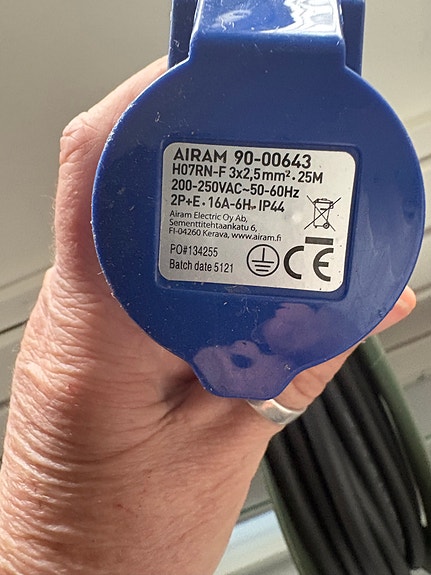 AIRAM 90-00643
H07RN-F 3x2,5mm²·25M
200-250VAC~50-60Hz
2P+E·16A-6H·IP44
Airam Electric Oy Ab,
Sementtitehtaankatu 6,
FI-04260 Kerava, www.airam.fi
PO#134255
Batch date 5121
CE